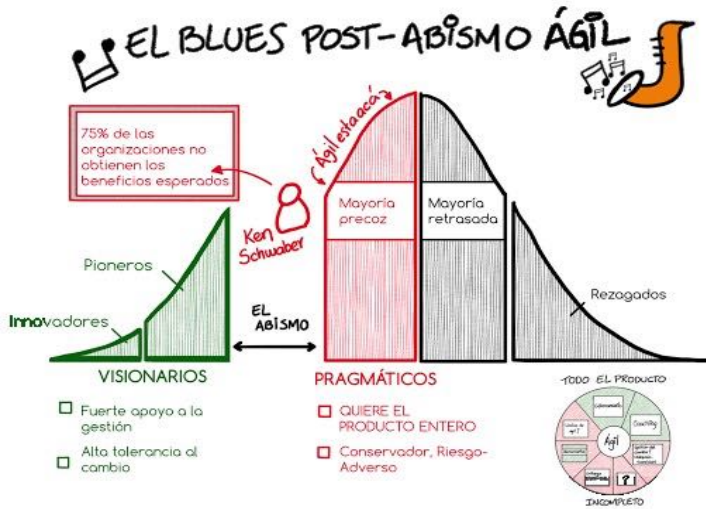 EL BLUES POST-ABISMO ÁGIL
75% de las
organizaciones no
obtienen los
beneficios esperados
Ken
Schwaber
Ágil esta acá
Mayoría
precoz
Mayoría
retrasada
Pioneros
Innovadores
EL
ABISMO
Rezagados
VISIONARIOS
Fuerte apoyo a la
gestión
Alta tolerancia al
cambio
PRAGMÁTICOS
QUIERE EL
PRODUCTO ENTERO
Conservador, Riesgo-
Adverso
TODO EL PRODUCTO
Coaching
Ágil
?
INCOMPLETO